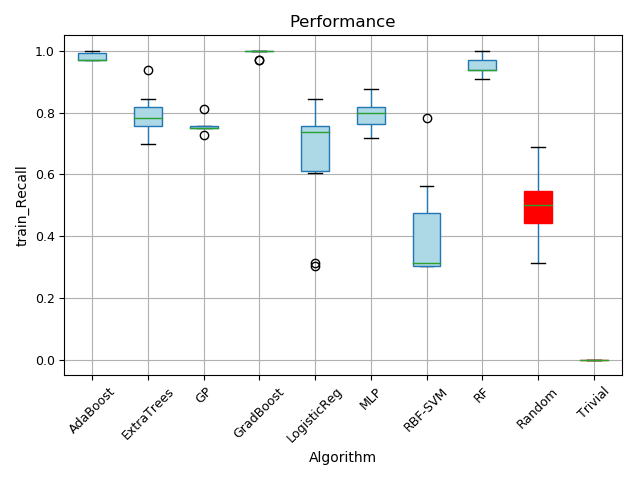 Performance
train_Recall
1.0
0.8
0.6
0.4
0.2
0.0
AdaBoost
ExtraTrees
GP
GradBoost
LogisticReg
MLP
RBF-SVM
RF
Random
Trivial
Algorithm